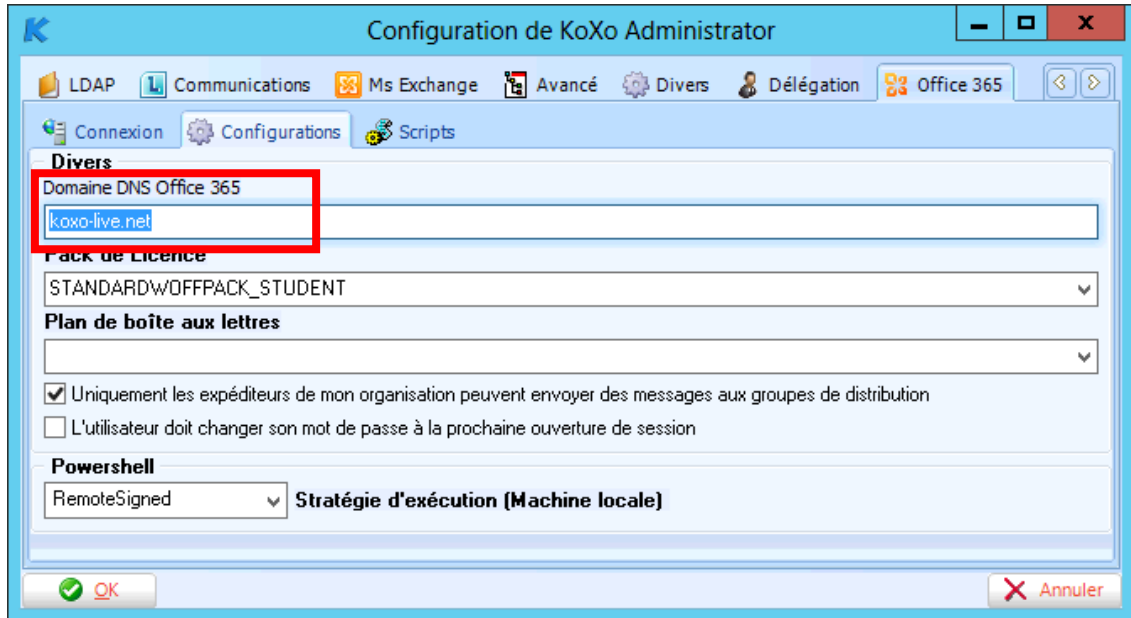 Configuration de KoXo Administrator
LDAP Communications Ms Exchange Avancé Divers Délégation Office 365
Connexion Configurations Scripts
Divers
Domaine DNS Office 365
koxo-live.net
Pack de Licence
STANDARDWOFFPACK_STUDENT
Plan de boîte aux lettres
Uniquement les expéditeurs de mon organisation peuvent envoyer des messages aux groupes de distribution
L'utilisateur doit changer son mot de passe à la prochaine ouverture de session
Powershell
RemoteSigned Stratégie d'exécution (Machine locale)
OK Annuler